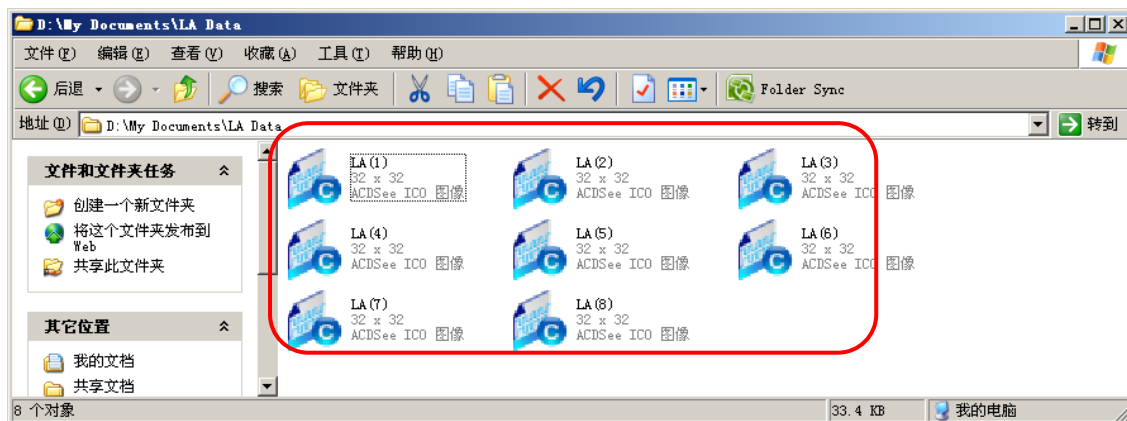 D:\My Documents\LA Data
文件(F) 编辑(E) 查看(V) 收藏(A) 工具(T) 帮助(H)
后退 搜索 文件夹 Folder Sync
地址(D) D:\My Documents\LA Data 转到
文件和文件夹任务
创建一个新文件夹
将这个文件夹发布到
Web
共享此文件夹
其它位置
我的文档
共享文档
LA(1)
32 x 32
ACDSee ICO 图像
LA(2)
32 x 32
ACDSee ICO 图像
LA(3)
32 x 32
ACDSee ICO 图像
LA(4)
32 x 32
ACDSee ICO 图像
LA(5)
32 x 32
ACDSee ICO 图像
LA(6)
32 x 32
ACDSee ICO 图像
LA(7)
32 x 32
ACDSee ICO 图像
LA(8)
32 x 32
ACDSee ICO 图像
8 个对象 33.4 KB 我的电脑